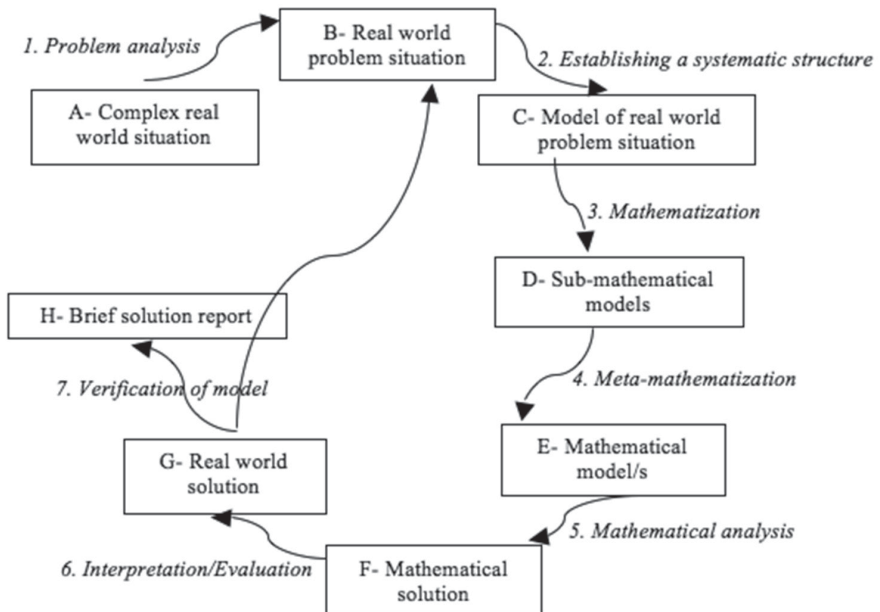 1. Problem analysis
B- Real world
problem situation
2. Establishing a systematic structure
A- Complex real
world situation
C- Model of real world
problem situation
3. Mathematization
D- Sub-mathematical
models
H- Brief solution report
4. Meta-mathematization
7. Verification of model
E- Mathematical
model/s
G- Real world
solution
5. Mathematical analysis
6. Interpretation/Evaluation
F- Mathematical
solution